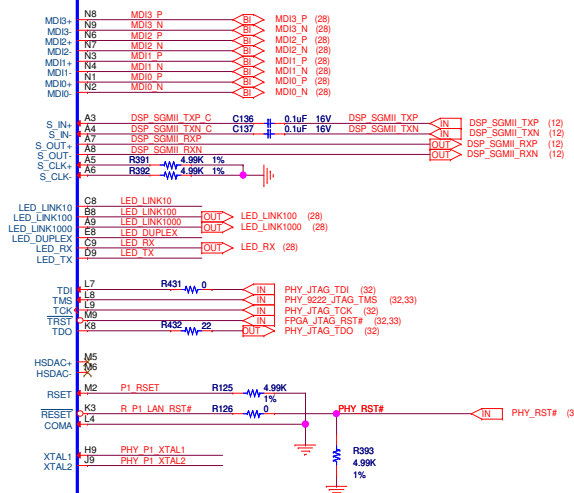 MDI3+ N8 MDI3_P BI MDI3_P (28)
MDI3- N9 MDI3_N BI MDI3_N (28)
MDI2+ N6 MDI2_P BI MDI2_P (28)
MDI2- N7 MDI2_N BI MDI2_N (28)
MDI1+ N3 MDI1_P BI MDI1_P (28)
MDI1- N4 MDI1_N BI MDI1_N (28)
MDI0+ N1 MDI0_P BI MDI0_P (28)
MDI0- N2 MDI0_N BI MDI0_N (28)
S_IN+ A3 DSP_SGMII_TXP_C C136 0.1uF 16V DSP_SGMII_TXP IN DSP_SGMII_TXP (12)
S_IN- A4 DSP_SGMII_TXN_C C137 0.1uF 16V DSP_SGMII_TXN IN DSP_SGMII_TXN (12)
S_OUT+ A7 DSP_SGMII_RXP OUT DSP_SGMII_RXP (12)
S_OUT- A8 DSP_SGMII_RXN OUT DSP_SGMII_RXN (12)
S_CLK+ A5 R391 4.99K 1%
S_CLK- A6 R392 4.99K 1%
LED_LINK10 C8 LED_LINK10
LED_LINK100 B8 LED_LINK100 OUT LED_LINK100 (28)
LED_LINK1000 A9 LED_LINK1000 OUT LED_LINK1000 (28)
LED_DUPLEX E8 LED_DUPLEX
LED_RX C9 LED_RX OUT LED_RX (28)
LED_TX D9 LED_TX
TDI L7 R431 0 IN PHY_JTAG_TDI (32)
TMS L8 IN PHY_9222_JTAG_TMS (32,33)
TCK L9 IN PHY_JTAG_TCK (32)
TRST M9 IN FPGA_JTAG_RST# (32,33)
TDO K8 R432 22 OUT PHY_JTAG_TDO (32)
HSDAC+ M5
HSDAC- M6
RSET M2 P1_RSET R125 4.99K
1%
RESET K3 R_P1_LAN_RST# R126 0 PHY_RST# IN PHY_RST# (3
COMA L4
XTAL1 H9 PHY_P1_XTAL1
XTAL2 J9 PHY_P1_XTAL2
R393
4.99K
1%